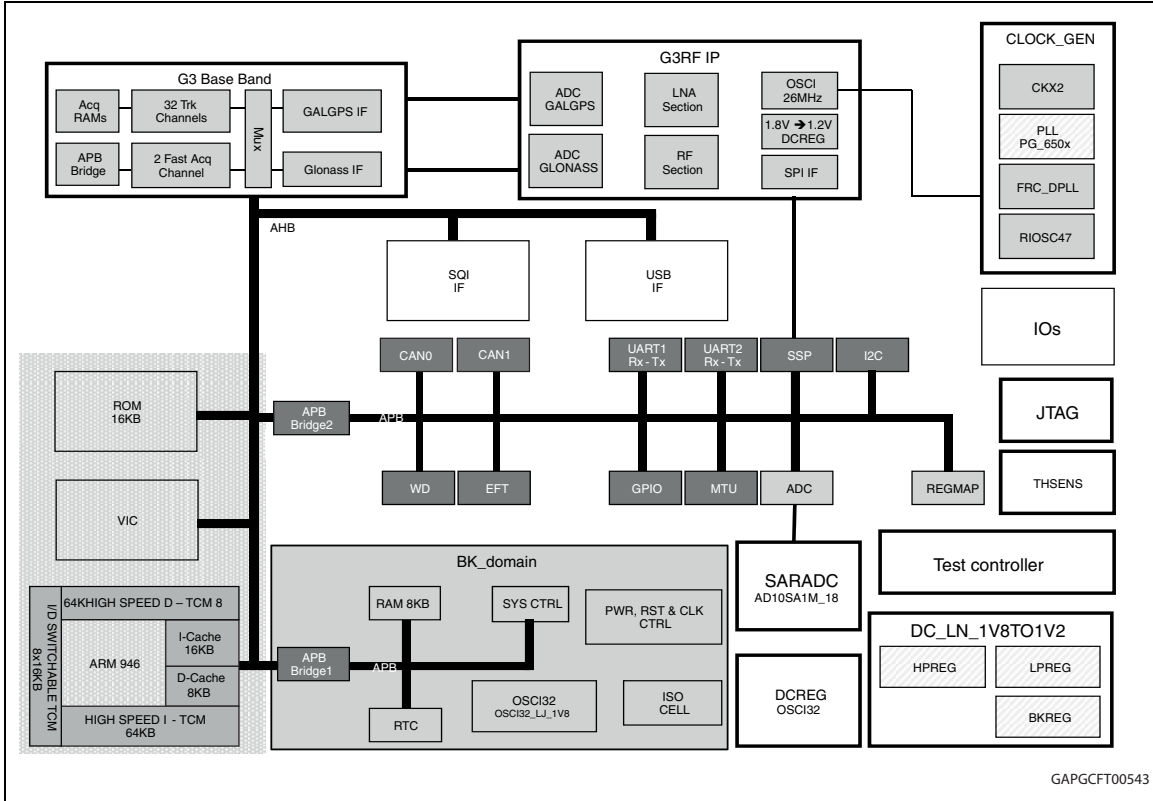 G3 Base Band
Acq
RAMs
32 Trk
Channels
Mux
GALGPS IF
APB
Bridge
2 Fast Acq
Channel
Glonass IF
G3RF IP
ADC
GALGPS
LNA
Section
OSCI
26MHz
1.8V ➔1.2V
DCREG
ADC
GLONASS
RF
Section
SPI IF
CLOCK_GEN
CKX2
PLL
PG_650x
FRC_DPLL
RIOSC47
AHB
SQI
IF
USB
IF
IOs
CAN0
CAN1
UART1
Rx - Tx
UART2
Rx - Tx
SSP
I2C
ROM
16KB
APB
Bridge2
APB
JTAG
WD
EFT
GPIO
MTU
ADC
REGMAP
THSENS
VIC
BK_domain
SARADC
AD10SA1M_18
Test controller
I/D SWITCHABLE TCM
8x16KB
64KHIGH SPEED D – TCM 8
ARM 946
I-Cache
16KB
D-Cache
8KB
HIGH SPEED I - TCM
64KB
RAM 8KB
SYS CTRL
PWR, RST & CLK
CTRL
APB
Bridge1
APB
RTC
OSCI32
OSCI32_LJ_1V8
ISO
CELL
DCREG
OSCI32
DC_LN_1V8TO1V2
HPREG
LPREG
BKREG
GAPGCFT00543